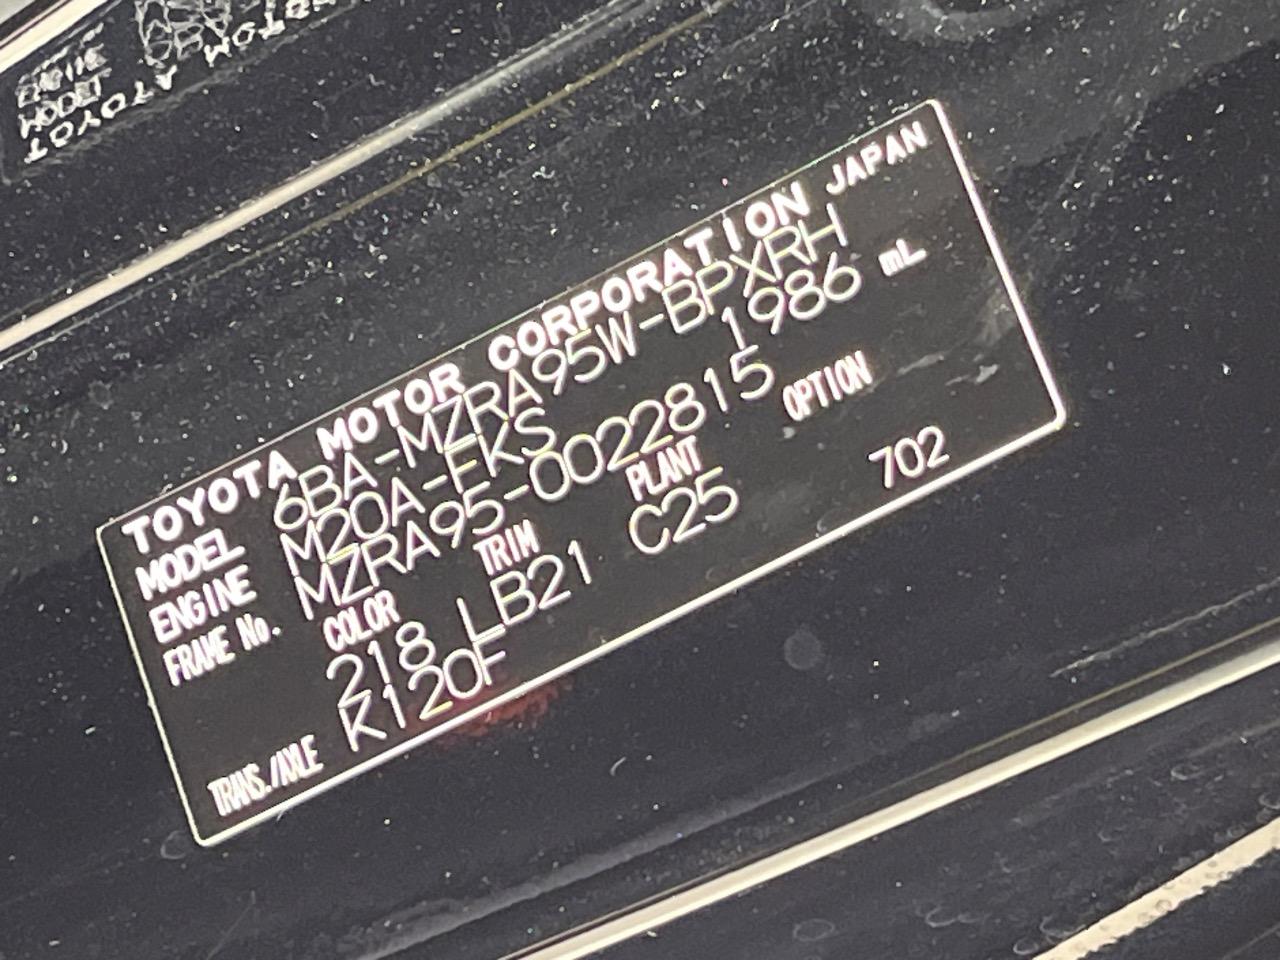 TOYOTA MOTOR CORPORATION JAPAN
MODEL 6BA-MZRA95W-BPXRH
ENGINE M20A-FKS 1986 mL
FRAME No. MZRA95-0022815
COLOR TRIM PLANT OPTION
218 LB21 C25 702
TRANS./AXLE K120F